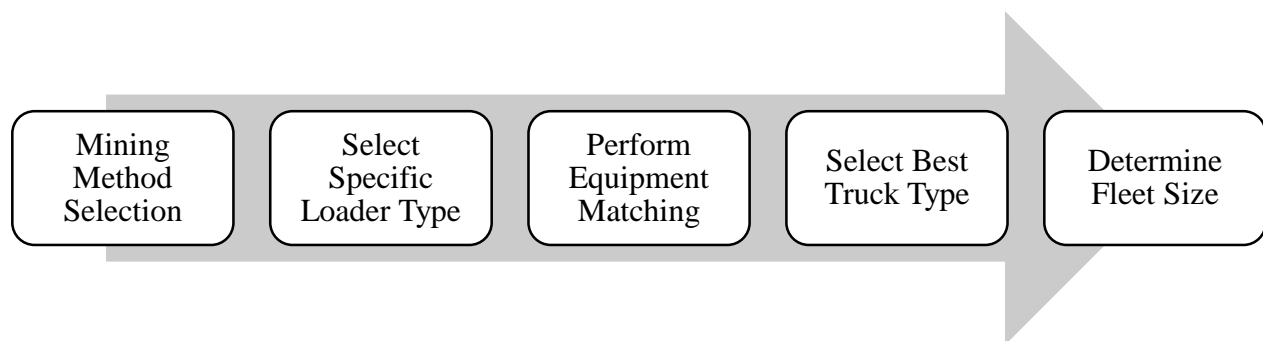 Mining
Method
Selection
Select
Specific
Loader Type
Perform
Equipment
Matching
Select Best
Truck Type
Determine
Fleet Size